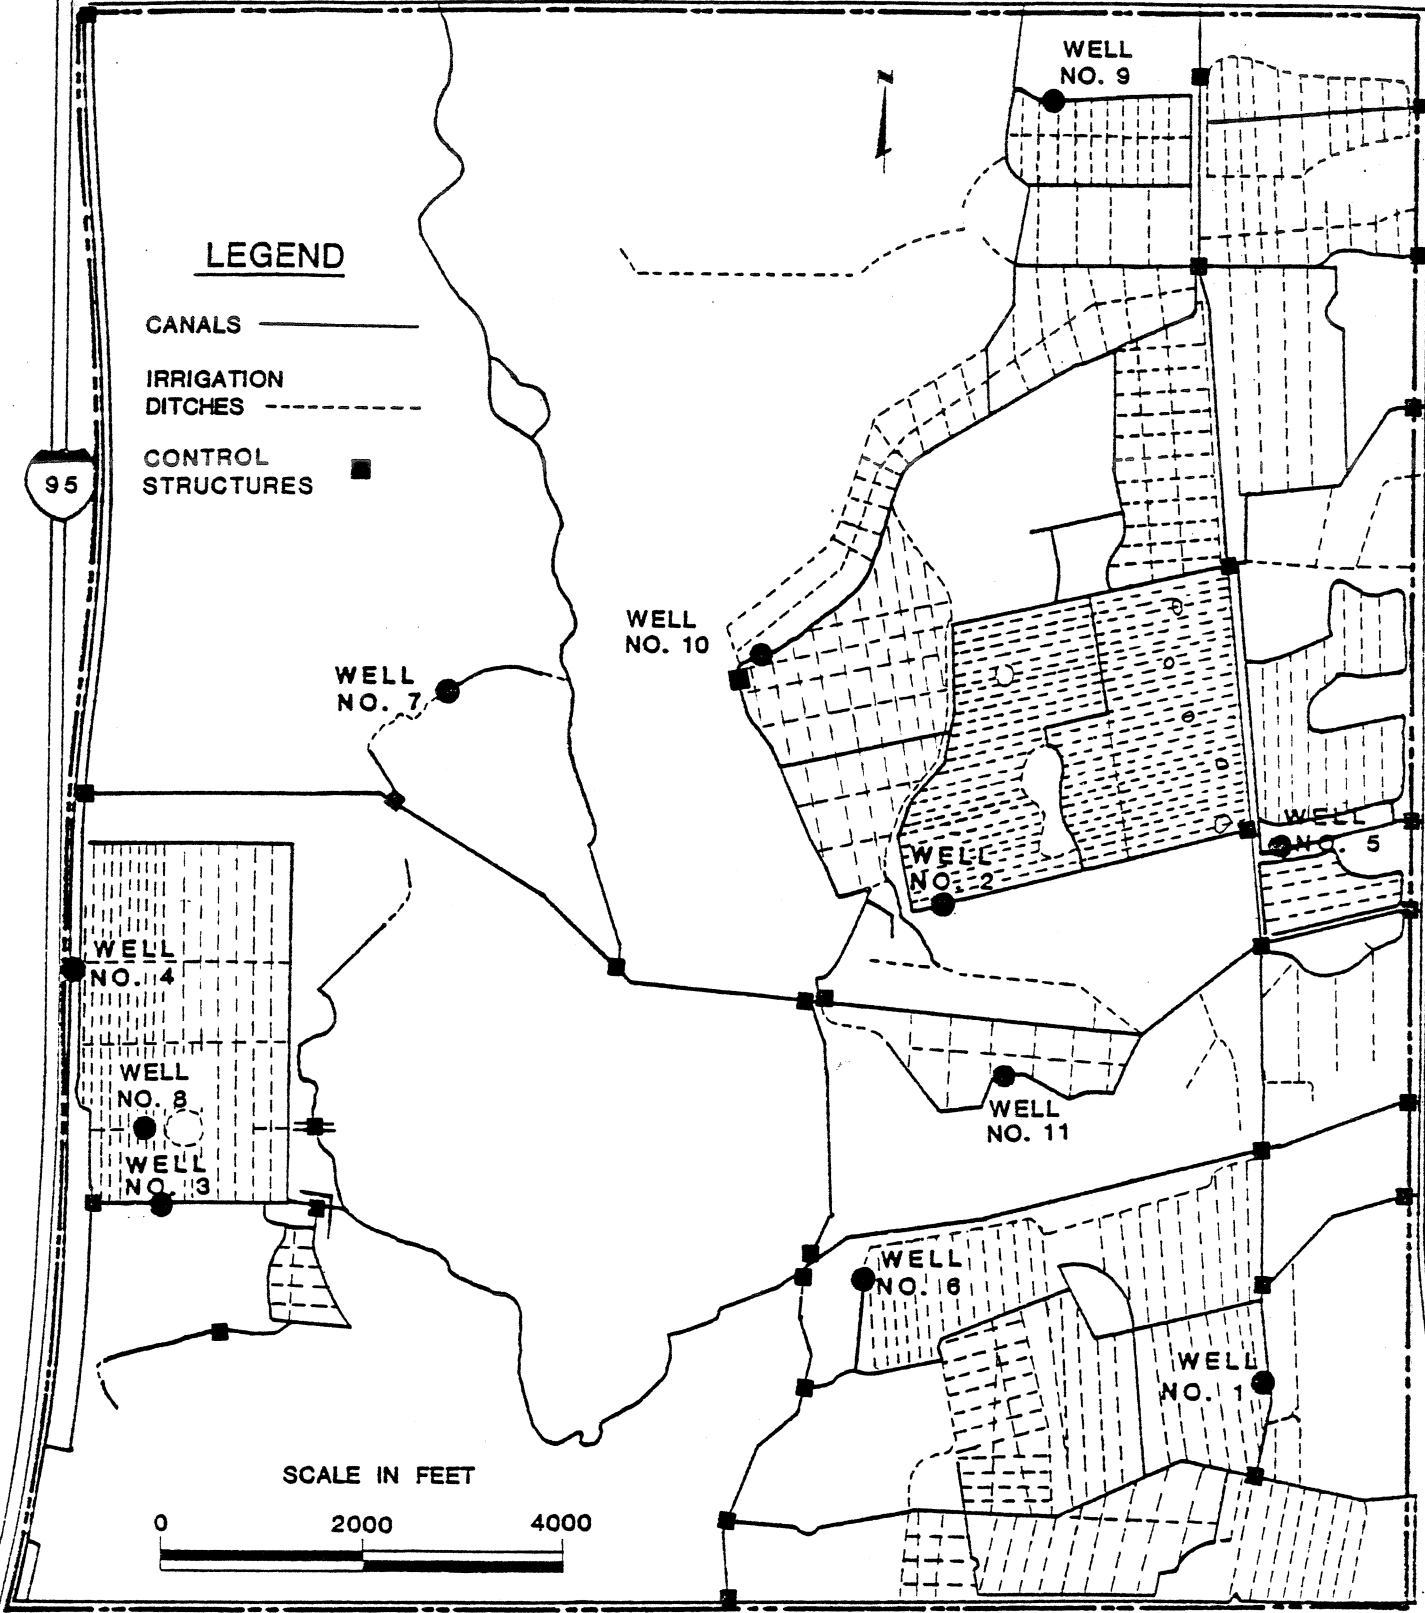 WELL
NO. 9
N
LEGEND
CANALS
IRRIGATION
DITCHES
CONTROL
STRUCTURES
95
WELL
NO. 10
WELL
NO. 7
WELL
NO. 5
WELL
NO. 2
WELL
NO. 4
WELL
NO. 8
WELL
NO. 11
WELL
NO. 3
WELL
NO. 6
WELL
NO. 1
SCALE IN FEET
0 2000 4000